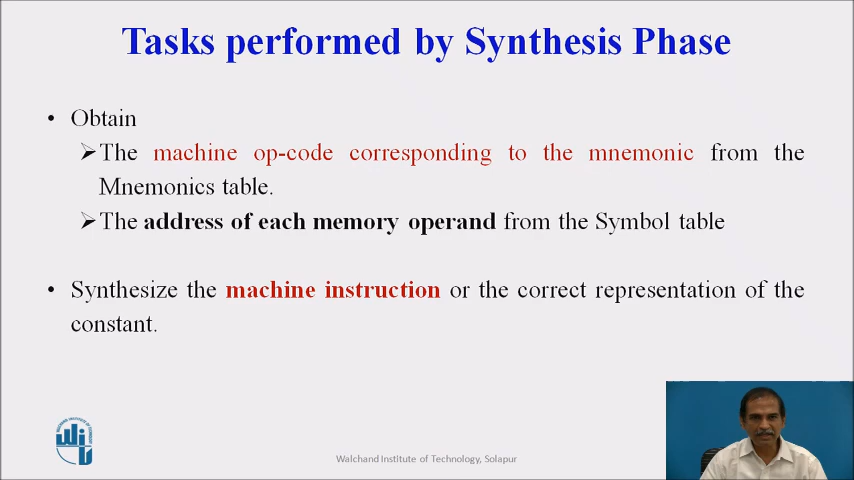 Tasks performed by Synthesis Phase
• Obtain
➢The machine op-code corresponding to the mnemonic from the
Mnemonics table.
➢The address of each memory operand from the Symbol table
• Synthesize the machine instruction or the correct representation of the
constant.
Walchand Institute of Technology, Solapur